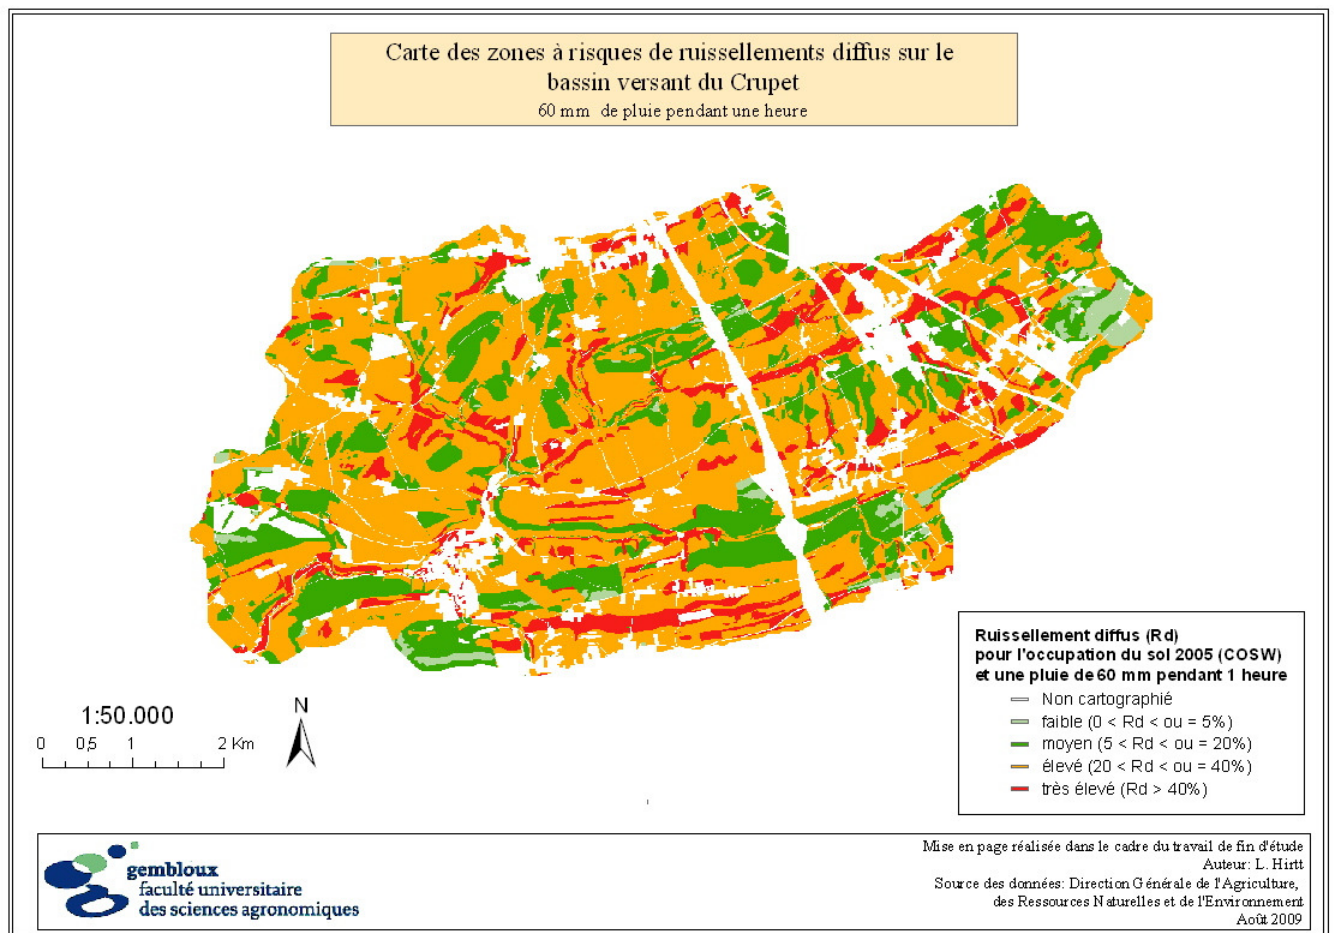 Carte des zones à risques de ruissellements diffus sur le
bassin versant du Crupet
60 mm de pluie pendant une heure
Ruissellement diffus (Rd)
pour l'occupation du sol 2005 (COSW)
et une pluie de 60 mm pendant 1 heure
Non cartographié
faible (0 < Rd < ou = 5%)
moyen (5 < Rd < ou = 20%)
élevé (20 < Rd < ou = 40%)
très élevé (Rd > 40%)
1:50.000
0 0,5 1 2 Km
N
gembloux
faculté universitaire
des sciences agronomiques
Mise en page réalisée dans le cadre du travail de fin d'étude
Auteur: L. Hirtt
Source des données: Direction Générale de l'Agriculture,
des Ressources Naturelles et de l'Environnement
Août 2009